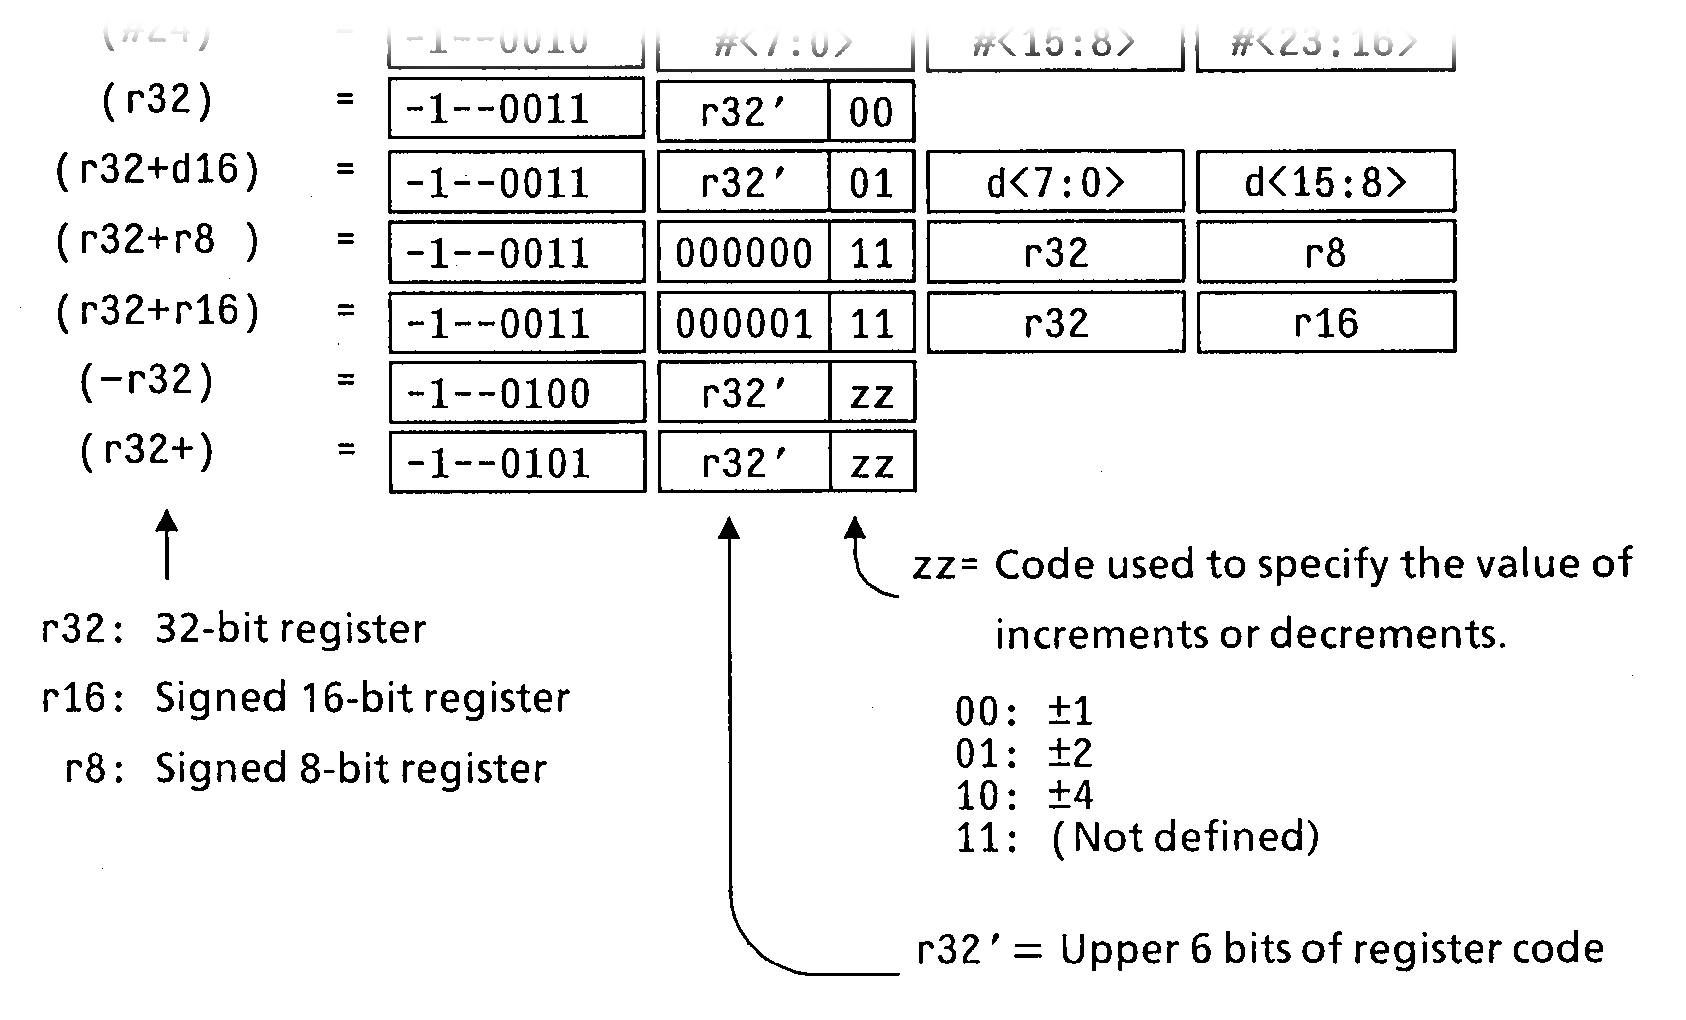 (#24) = -1--0010 #<7:0> #<15:8> #<23:16>
(r32) = -1--0011 r32' 00
(r32+d16) = -1--0011 r32' 01 d<7:0> d<15:8>
(r32+r8 ) = -1--0011 000000 11 r32 r8
(r32+r16) = -1--0011 000001 11 r32 r16
(-r32) = -1--0100 r32' zz
(r32+) = -1--0101 r32' zz
zz= Code used to specify the value of
increments or decrements.
r32: 32-bit register
r16: Signed 16-bit register
r8: Signed 8-bit register
00: ±1
01: ±2
10: ±4
11: (Not defined)
r32' = Upper 6 bits of register code